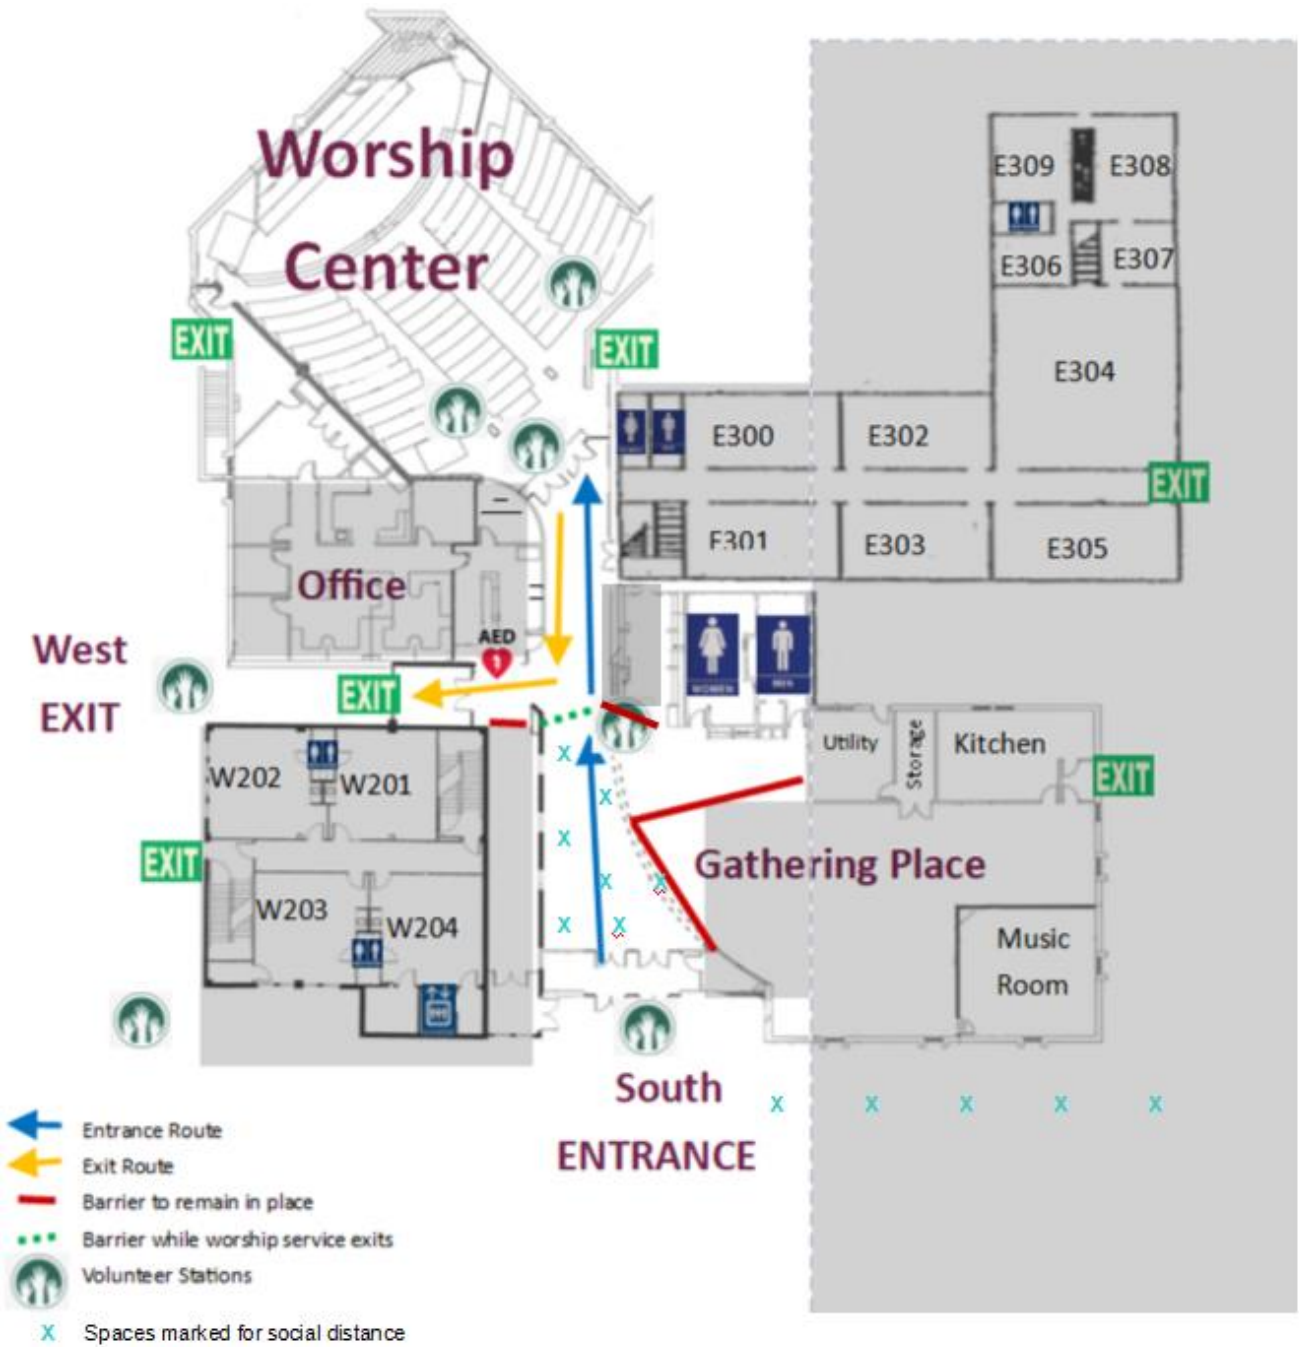 Worship
Center
E309
E308
E306
E307
EXIT
EXIT
E304
E300
E302
EXIT
E301
E303
E305
Office
AED
West
EXIT
EXIT
WOMEN
MEN
Utility
Storage
Kitchen
EXIT
W202
W201
EXIT
Gathering Place
W203
W204
Music
Room
South
ENTRANCE
X X X X X
X
X
X
X
X
X
X
Entrance Route
Exit Route
Barrier to remain in place
Barrier while worship service exits
Volunteer Stations
X Spaces marked for social distance